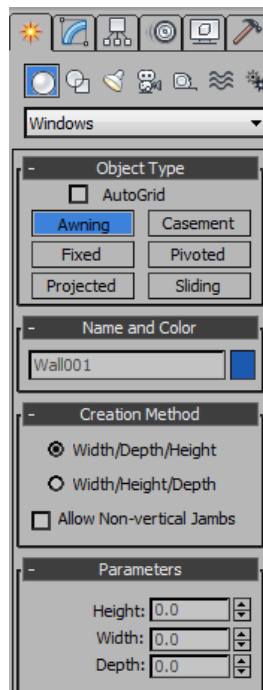 Windows
- Object Type
AutoGrid
Awning Casement
Fixed Pivoted
Projected Sliding
- Name and Color
Wall001
- Creation Method
Width/Depth/Height
Width/Height/Depth
Allow Non-vertical Jambs
- Parameters
Height: 0.0
Width: 0.0
Depth: 0.0